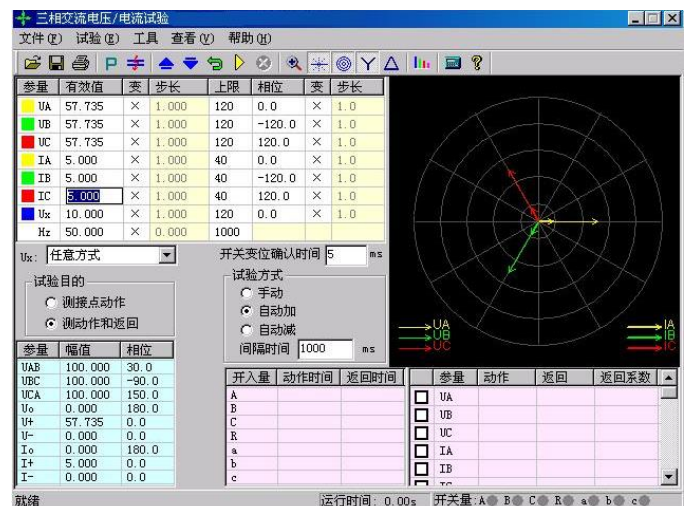 三相交流电压/电流试验
文件(F) 试验(E) 工具 查看(V) 帮助(H)
参量 有效值 变 步长 上限 相位 变 步长
UA 57.735 × 1.000 120 0.0 × 1.0
UB 57.735 × 1.000 120 -120.0 × 1.0
UC 57.735 × 1.000 120 120.0 × 1.0
IA 5.000 × 1.000 40 0.0 × 1.0
IB 5.000 × 1.000 40 -120.0 × 1.0
IC 5.000 × 1.000 40 120.0 × 1.0
Ux 10.000 × 1.000 120 0.0 × 1.0
Hz 50.000 × 0.000 1000
Ux: 任意方式 开关变位确认时间 5 ms
试验目的
测接点动作
测动作和返回
试验方式
手动
自动加
自动减
间隔时间 1000 ms
UA
UB
UC
IA
IB
IC
参量 幅值 相位
UAB 100.000 30.0
UBC 100.000 -90.0
UCA 100.000 150.0
Uo 0.000 180.0
U+ 57.735 0.0
U- 0.000 0.0
Io 0.000 180.0
I+ 5.000 0.0
I- 0.000 0.0
开入量 动作时间 返回时间
A
B
C
R
a
b
c
参量 动作 返回 返回系数
UA
UB
UC
IA
IB
就绪 运行时间: 0.00s 开关量:A B C R a b c